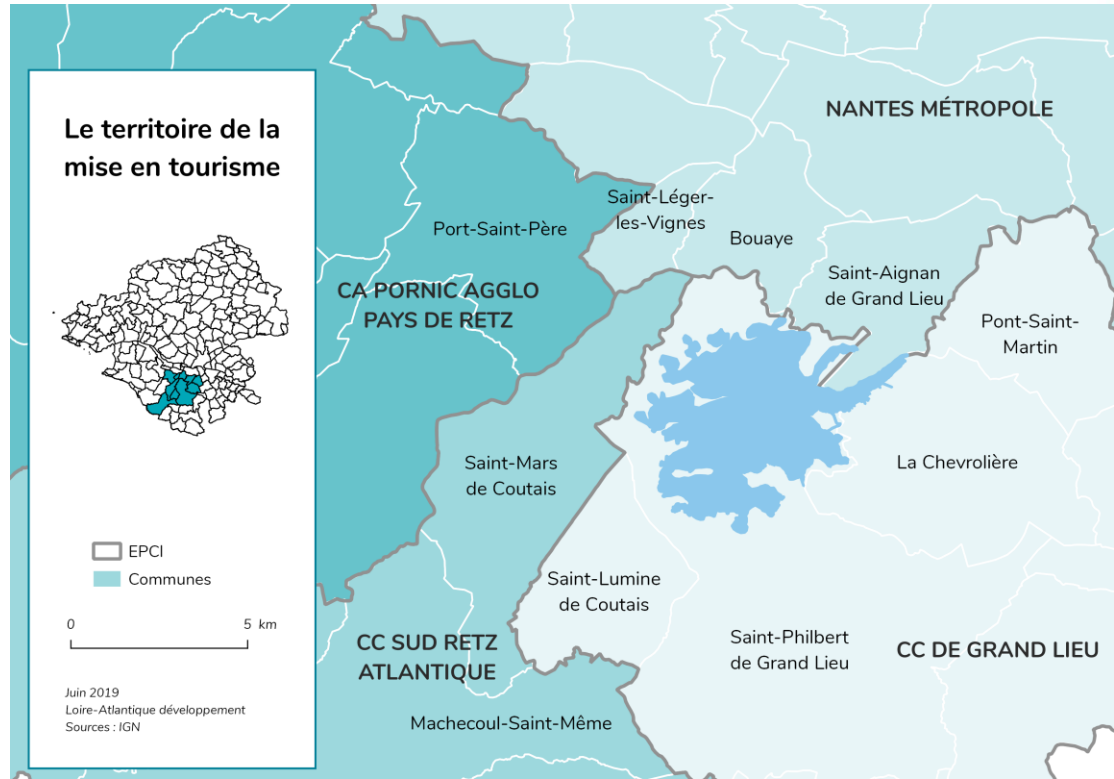 Le territoire de la
mise en tourisme
EPCI
Communes
0 5 km
Juin 2019
Loire-Atlantique développement
Sources : IGN
NANTES MÉTROPOLE
Saint-Léger-
les-Vignes
Port-Saint-Père
Bouaye
Saint-Aignan
de Grand Lieu
CA PORNIC AGGLO
PAYS DE RETZ
Pont-Saint-
Martin
Saint-Mars
de Coutais
La Chevrolière
Saint-Lumine
de Coutais
CC SUD RETZ
ATLANTIQUE
Saint-Philbert
de Grand Lieu
CC DE GRAND LIEU
Machecoul-Saint-Même